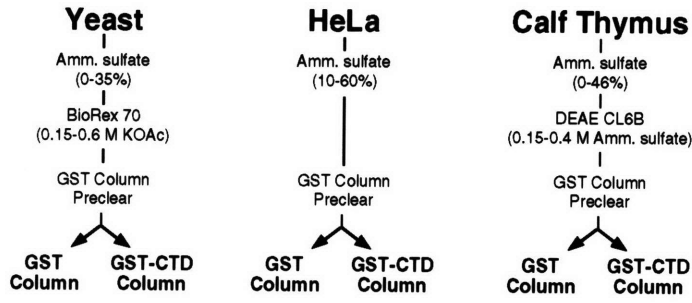 Yeast
Amm. sulfate
(0-35%)
BioRex 70
(0.15-0.6 M KOAc)
GST Column
Preclear
GST
Column
GST-CTD
Column
HeLa
Amm. sulfate
(10-60%)
GST Column
Preclear
GST
Column
GST-CTD
Column
Calf Thymus
Amm. sulfate
(0-46%)
DEAE CL6B
(0.15-0.4 M Amm. sulfate)
GST Column
Preclear
GST
Column
GST-CTD
Column